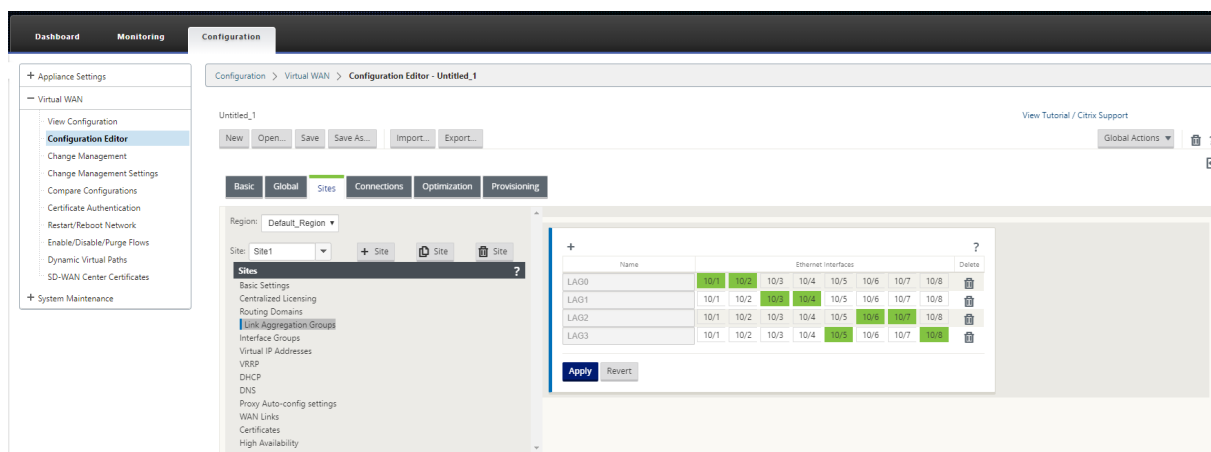 Dashboard Monitoring Configuration
+ Appliance Settings
− Virtual WAN
View Configuration
Configuration Editor
Change Management
Change Management Settings
Compare Configurations
Certificate Authentication
Restart/Reboot Network
Enable/Disable/Purge Flows
Dynamic Virtual Paths
SD-WAN Center Certificates
+ System Maintenance
Configuration > Virtual WAN > Configuration Editor - Untitled_1
Untitled_1 View Tutorial / Citrix Support
New Open... Save Save As... Import... Export... Global Actions ▼
Basic Global Sites Connections Optimization Provisioning
Region: Default_Region ▼
Site: Site1 + Site Site Site
Sites ?
Basic Settings
Centralized Licensing
Routing Domains
Link Aggregation Groups
Interface Groups
Virtual IP Addresses
VRRP
DHCP
DNS
Proxy Auto-config settings
WAN Links
Certificates
High Availability
+ ?
Name Ethernet Interfaces Delete
LAG0 10/1 10/2 10/3 10/4 10/5 10/6 10/7 10/8
LAG1 10/1 10/2 10/3 10/4 10/5 10/6 10/7 10/8
LAG2 10/1 10/2 10/3 10/4 10/5 10/6 10/7 10/8
LAG3 10/1 10/2 10/3 10/4 10/5 10/6 10/7 10/8
Apply Revert